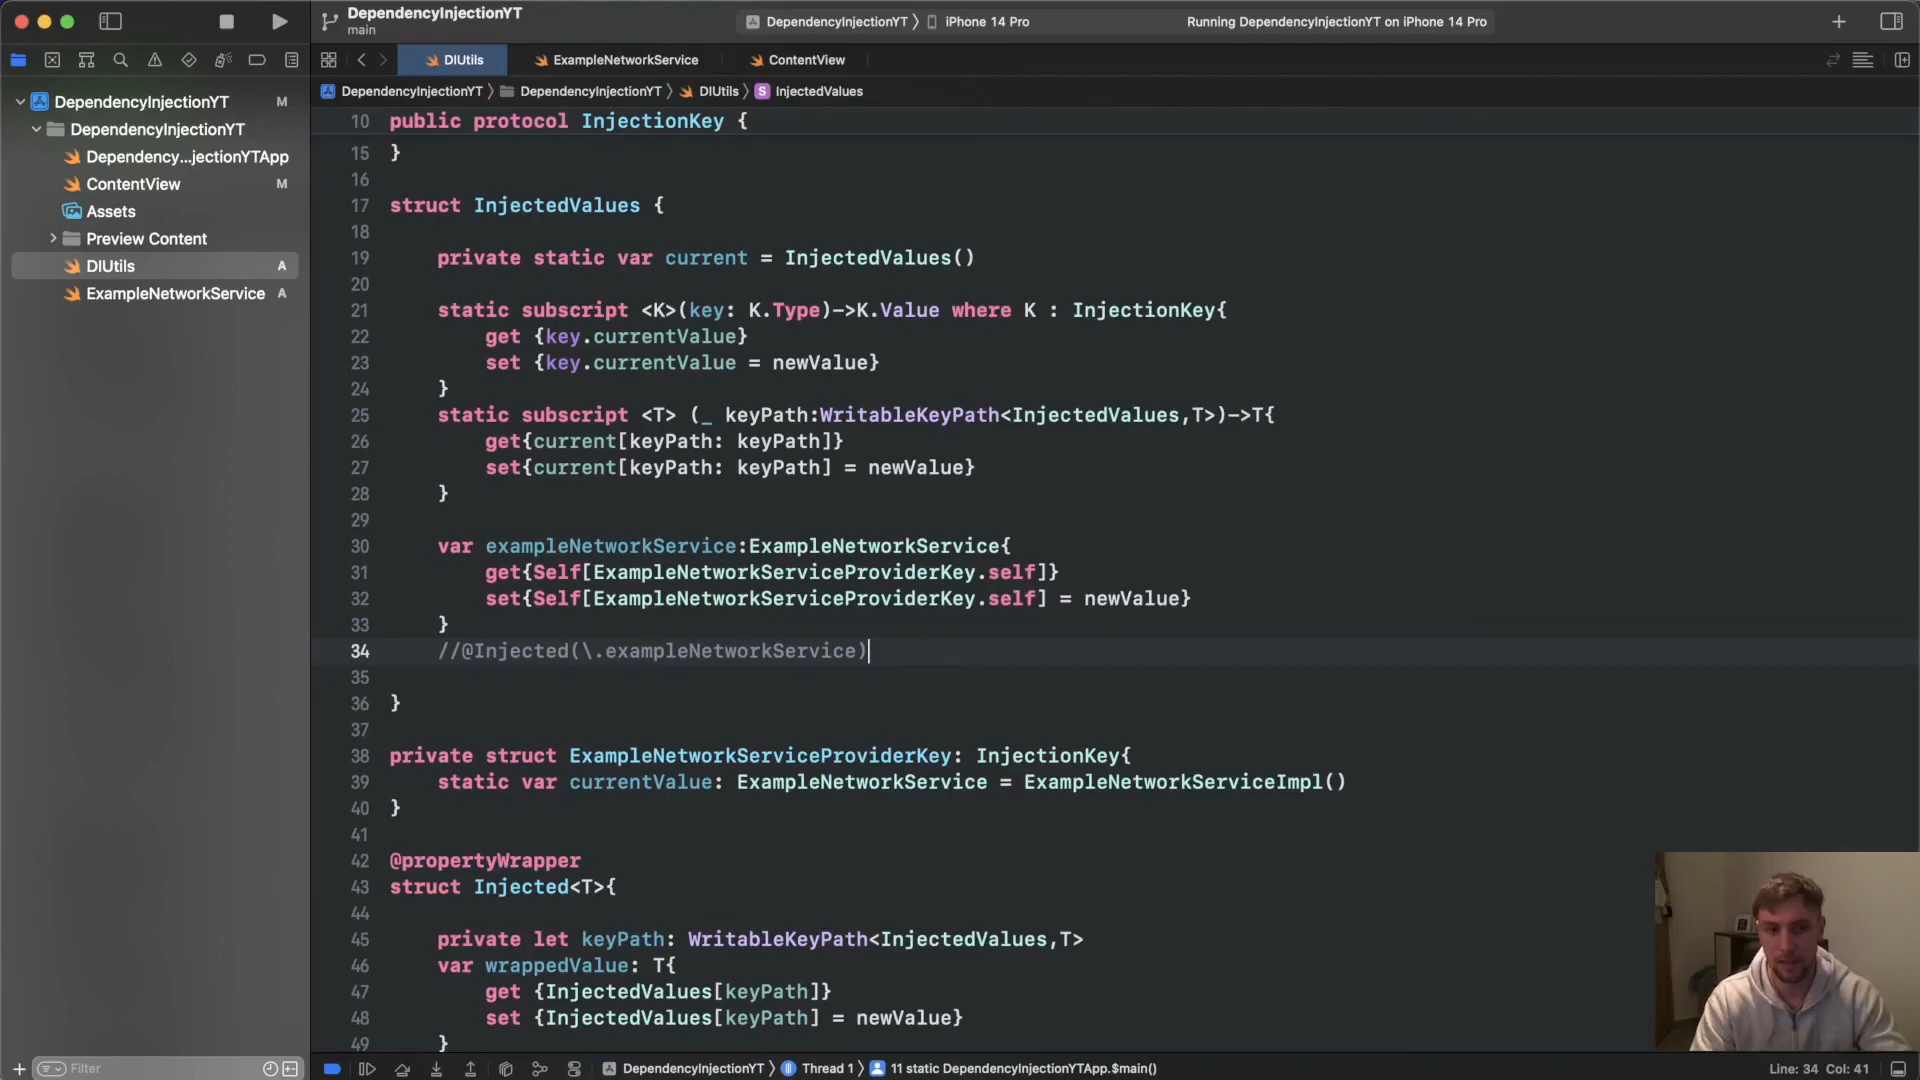 DependencyInjectionYT
main
DependencyInjectionYT 〉 iPhone 14 Pro
Running DependencyInjectionYT on iPhone 14 Pro
DIUtils
ExampleNetworkService
ContentView
DependencyInjectionYT 〉 DependencyInjectionYT 〉 DIUtils 〉 S InjectedValues
DependencyInjectionYT M
DependencyInjectionYT
Dependency...jectionYTApp
ContentView M
Assets
Preview Content
DIUtils A
ExampleNetworkService A
10 public protocol InjectionKey {
15 }
16
17 struct InjectedValues {
18
19 private static var current = InjectedValues()
20
21 static subscript <K>(key: K.Type)->K.Value where K : InjectionKey{
22 get {key.currentValue}
23 set {key.currentValue = newValue}
24 }
25 static subscript <T> (_ keyPath:WritableKeyPath<InjectedValues,T>)->T{
26 get{current[keyPath: keyPath]}
27 set{current[keyPath: keyPath] = newValue}
28 }
29
30 var exampleNetworkService:ExampleNetworkService{
31 get{Self[ExampleNetworkServiceProviderKey.self]}
32 set{Self[ExampleNetworkServiceProviderKey.self] = newValue}
33 }
34 //@Injected(\.exampleNetworkService)
35
36 }
37
38 private struct ExampleNetworkServiceProviderKey: InjectionKey{
39 static var currentValue: ExampleNetworkService = ExampleNetworkServiceImpl()
40 }
41
42 @propertyWrapper
43 struct Injected<T>{
44
45 private let keyPath: WritableKeyPath<InjectedValues,T>
46 var wrappedValue: T{
47 get {InjectedValues[keyPath]}
48 set {InjectedValues[keyPath] = newValue}
49 }
Filter
DependencyInjectionYT 〉 Thread 1 〉 11 static DependencyInjectionYTApp.$main()
Line: 34 Col: 41